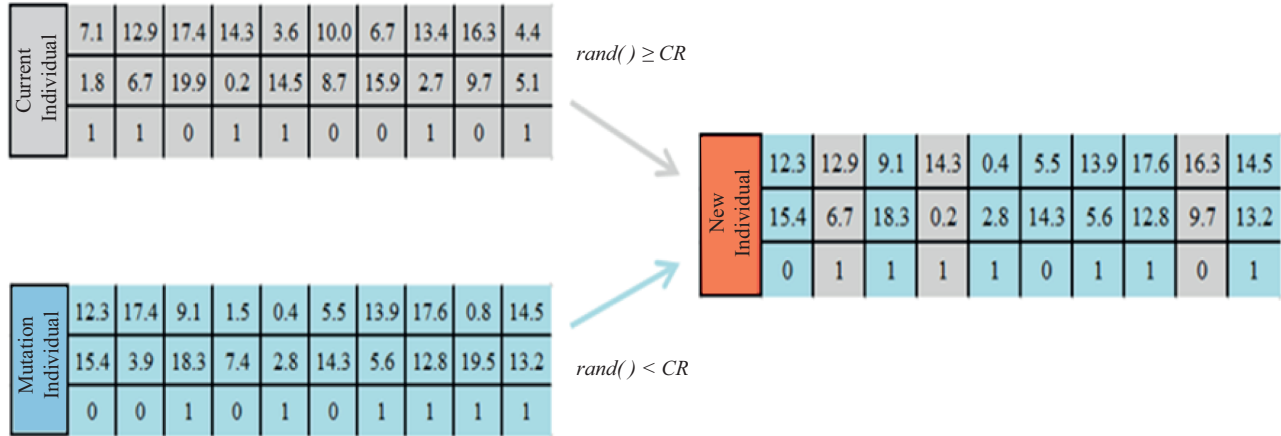 Current
Individual
7.1 12.9 17.4 14.3 3.6 10.0 6.7 13.4 16.3 4.4
1.8 6.7 19.9 0.2 14.5 8.7 15.9 2.7 9.7 5.1
1 1 0 1 1 0 0 1 0 1
rand( ) ≥ CR
Mutation
Individual
12.3 17.4 9.1 1.5 0.4 5.5 13.9 17.6 0.8 14.5
15.4 3.9 18.3 7.4 2.8 14.3 5.6 12.8 19.5 13.2
0 0 1 0 1 0 1 1 1 1
rand( ) < CR
New
Individual
12.3 12.9 9.1 14.3 0.4 5.5 13.9 17.6 16.3 14.5
15.4 6.7 18.3 0.2 2.8 14.3 5.6 12.8 9.7 13.2
0 1 1 1 1 0 1 1 0 1